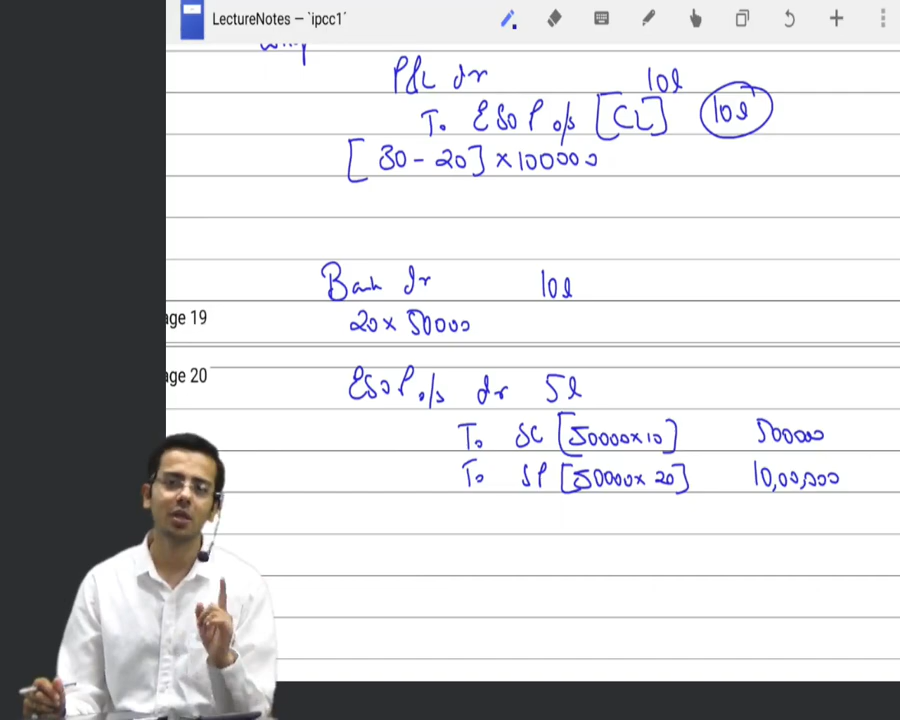 LectureNotes – `ipcc1`
why
P&L dr 10l
To ESOP o/s [CL] 10l
[30 - 20] × 100000
Bank dr 10l
age 19
20 × 50000
age 20
ESOP o/s dr 5l
To SC [50000×10] 500000
To SP [50000× 20] 10,00,000